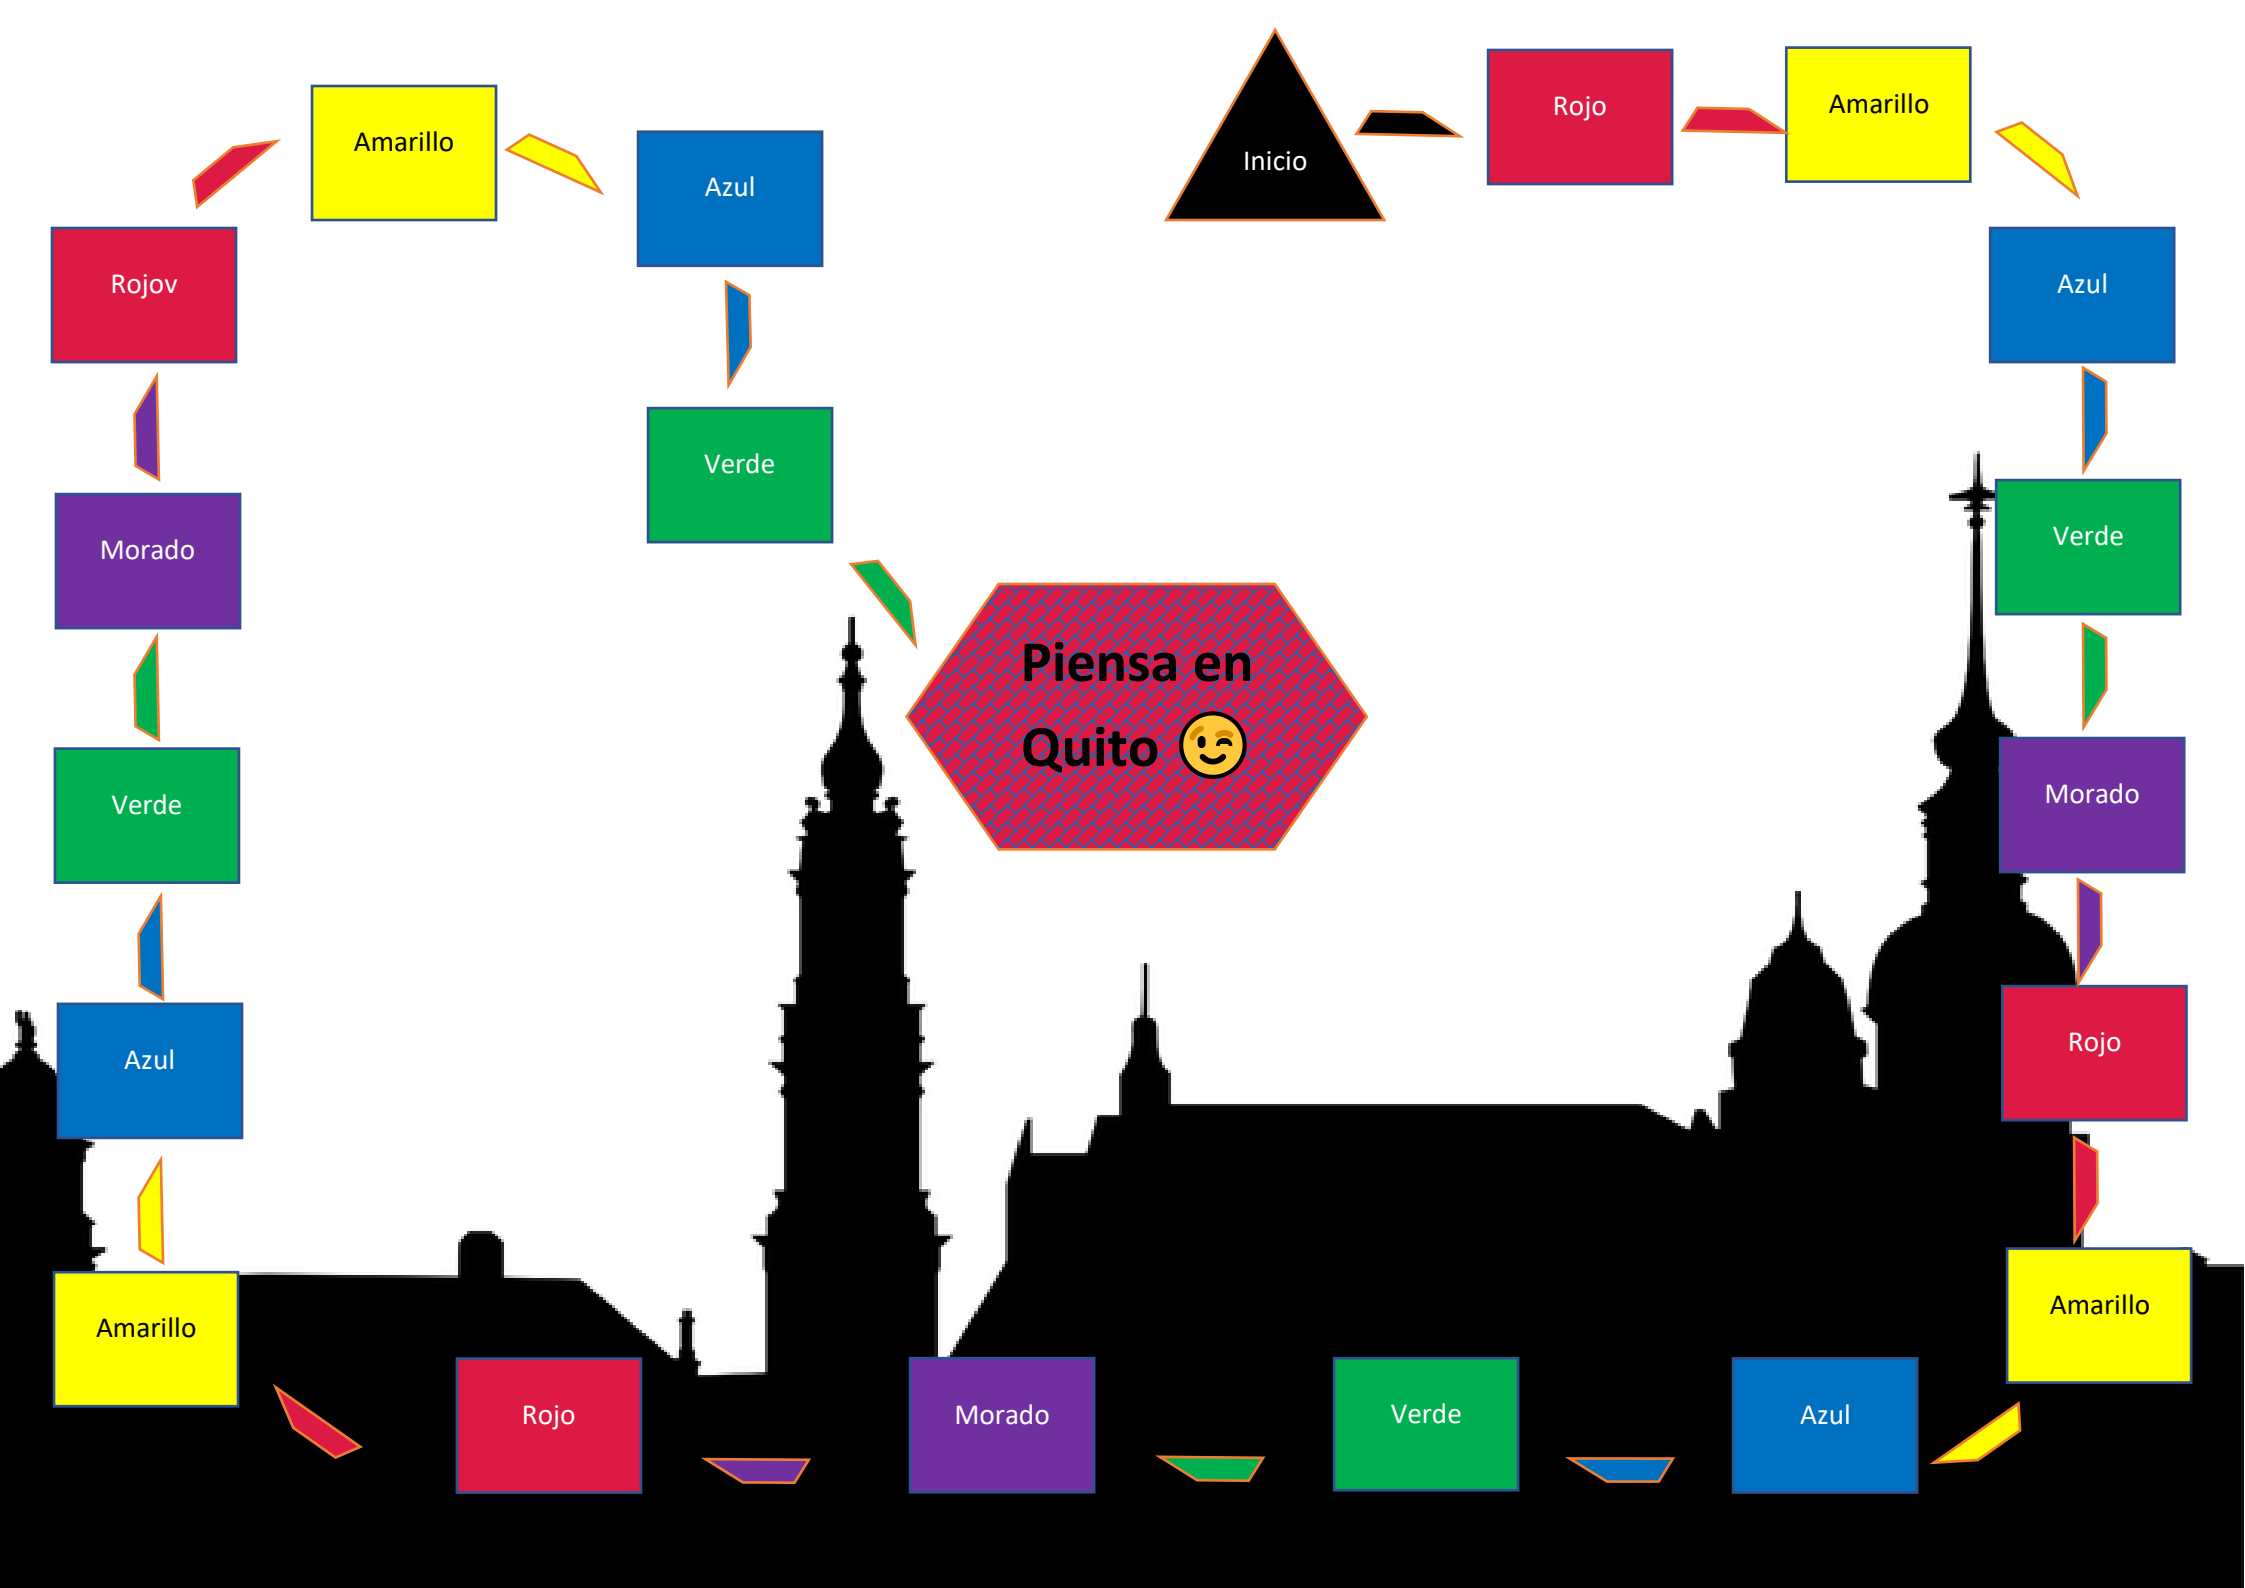 Inicio
Rojo
Amarillo
Azul
Verde
Morado
Rojo
Amarillo
Azul
Verde
Morado
Rojo
Amarillo
Azul
Verde
Morado
Rojov
Amarillo
Azul
Verde
Piensa en
Quito 😉